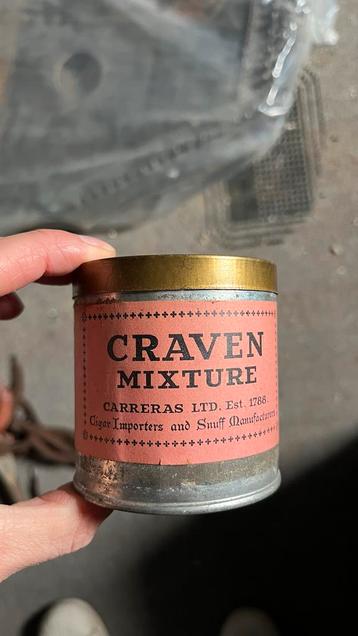 CRAVEN
MIXTURE
CARRERAS LTD. Est. 1788
Cigar Importers and Snuff Manufacturers